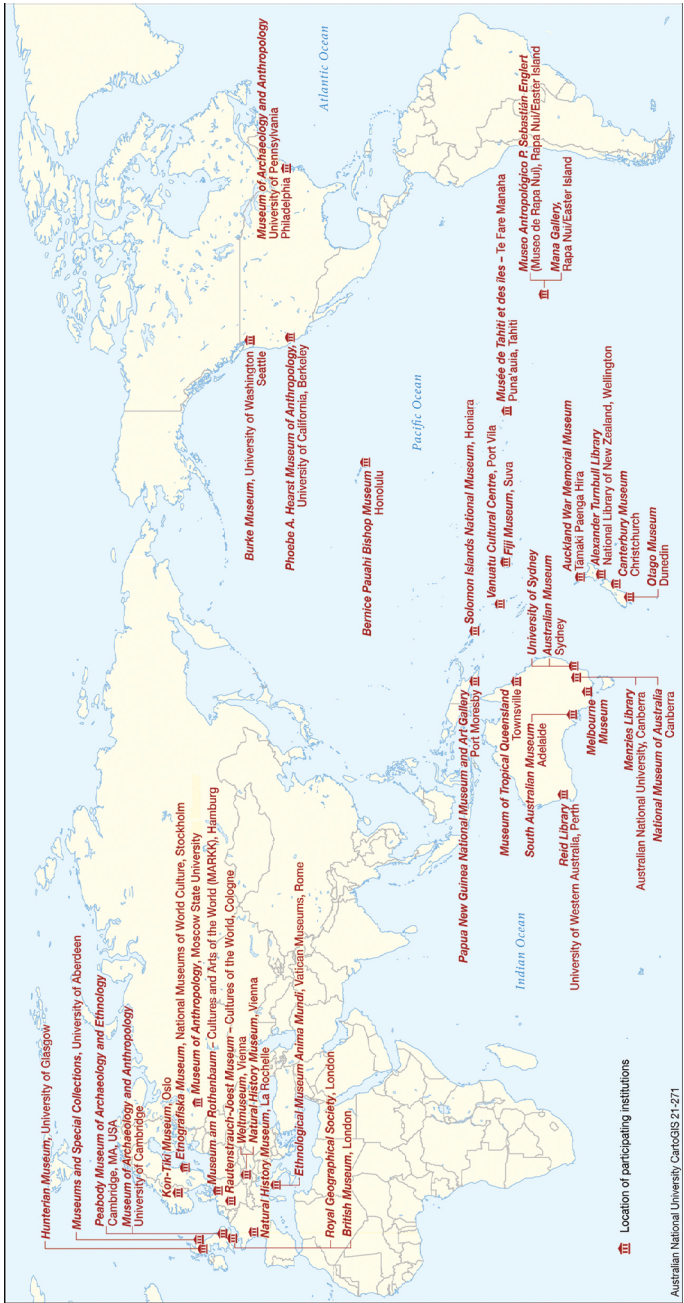 Hunterian Museum, University of Glasgow
Museums and Special Collections, University of Aberdeen
Peabody Museum of Archaeology and Ethnology
Cambridge, MA, USA
Museum of Archaeology and Anthropology
University of Cambridge
Kon-Tiki Museum, Oslo
Etnografiska Museum, National Museums of World Culture, Stockholm
Museum of Anthropology, Moscow State University
Museum am Rothenbaum – Cultures and Arts of the World (MARKK), Hamburg
Rautenstrauch-Joest Museum – Cultures of the World, Cologne
Weltmuseum, Vienna
Natural History Museum, Vienna
Natural History Museum, La Rochelle
Ethnological Museum Anima Mundi, Vatican Museums, Rome
Royal Geographical Society, London
British Museum, London
Burke Museum, University of Washington
Seattle
Phoebe A. Hearst Museum of Anthropology,
University of California, Berkeley
Museum of Archaeology and Anthropology
University of Pennsylvania
Philadelphia
Atlantic Ocean
Bernice Pauahi Bishop Museum
Honolulu
Pacific Ocean
Papua New Guinea National Museum and Art Gallery
Port Moresby
Solomon Islands National Museum, Honiara
Vanuatu Cultural Centre, Port Vila
Fiji Museum, Suva
Musée de Tahiti et des îles – Te Fare Manaha
Puna'auia, Tahiti
Museo Antropológico P. Sebastián Englert
(Museo de Rapa Nui), Rapa Nui/Easter Island
Mana Gallery,
Rapa Nui/Easter Island
Indian Ocean
Museum of Tropical Queensland
Townsville
South Australian Museum
Adelaide
University of Sydney
Australian Museum
Sydney
Reid Library
University of Western Australia, Perth
Melbourne
Museum
Auckland War Memorial Museum
Tamaki Paenga Hira
Alexander Turnbull Library
National Library of New Zealand, Wellington
Canterbury Museum
Christchurch
Otago Museum
Dunedin
Menzies Library
Australian National University, Canberra
National Museum of Australia
Canberra
Location of participating institutions
Australian National University CartoGIS 21-271